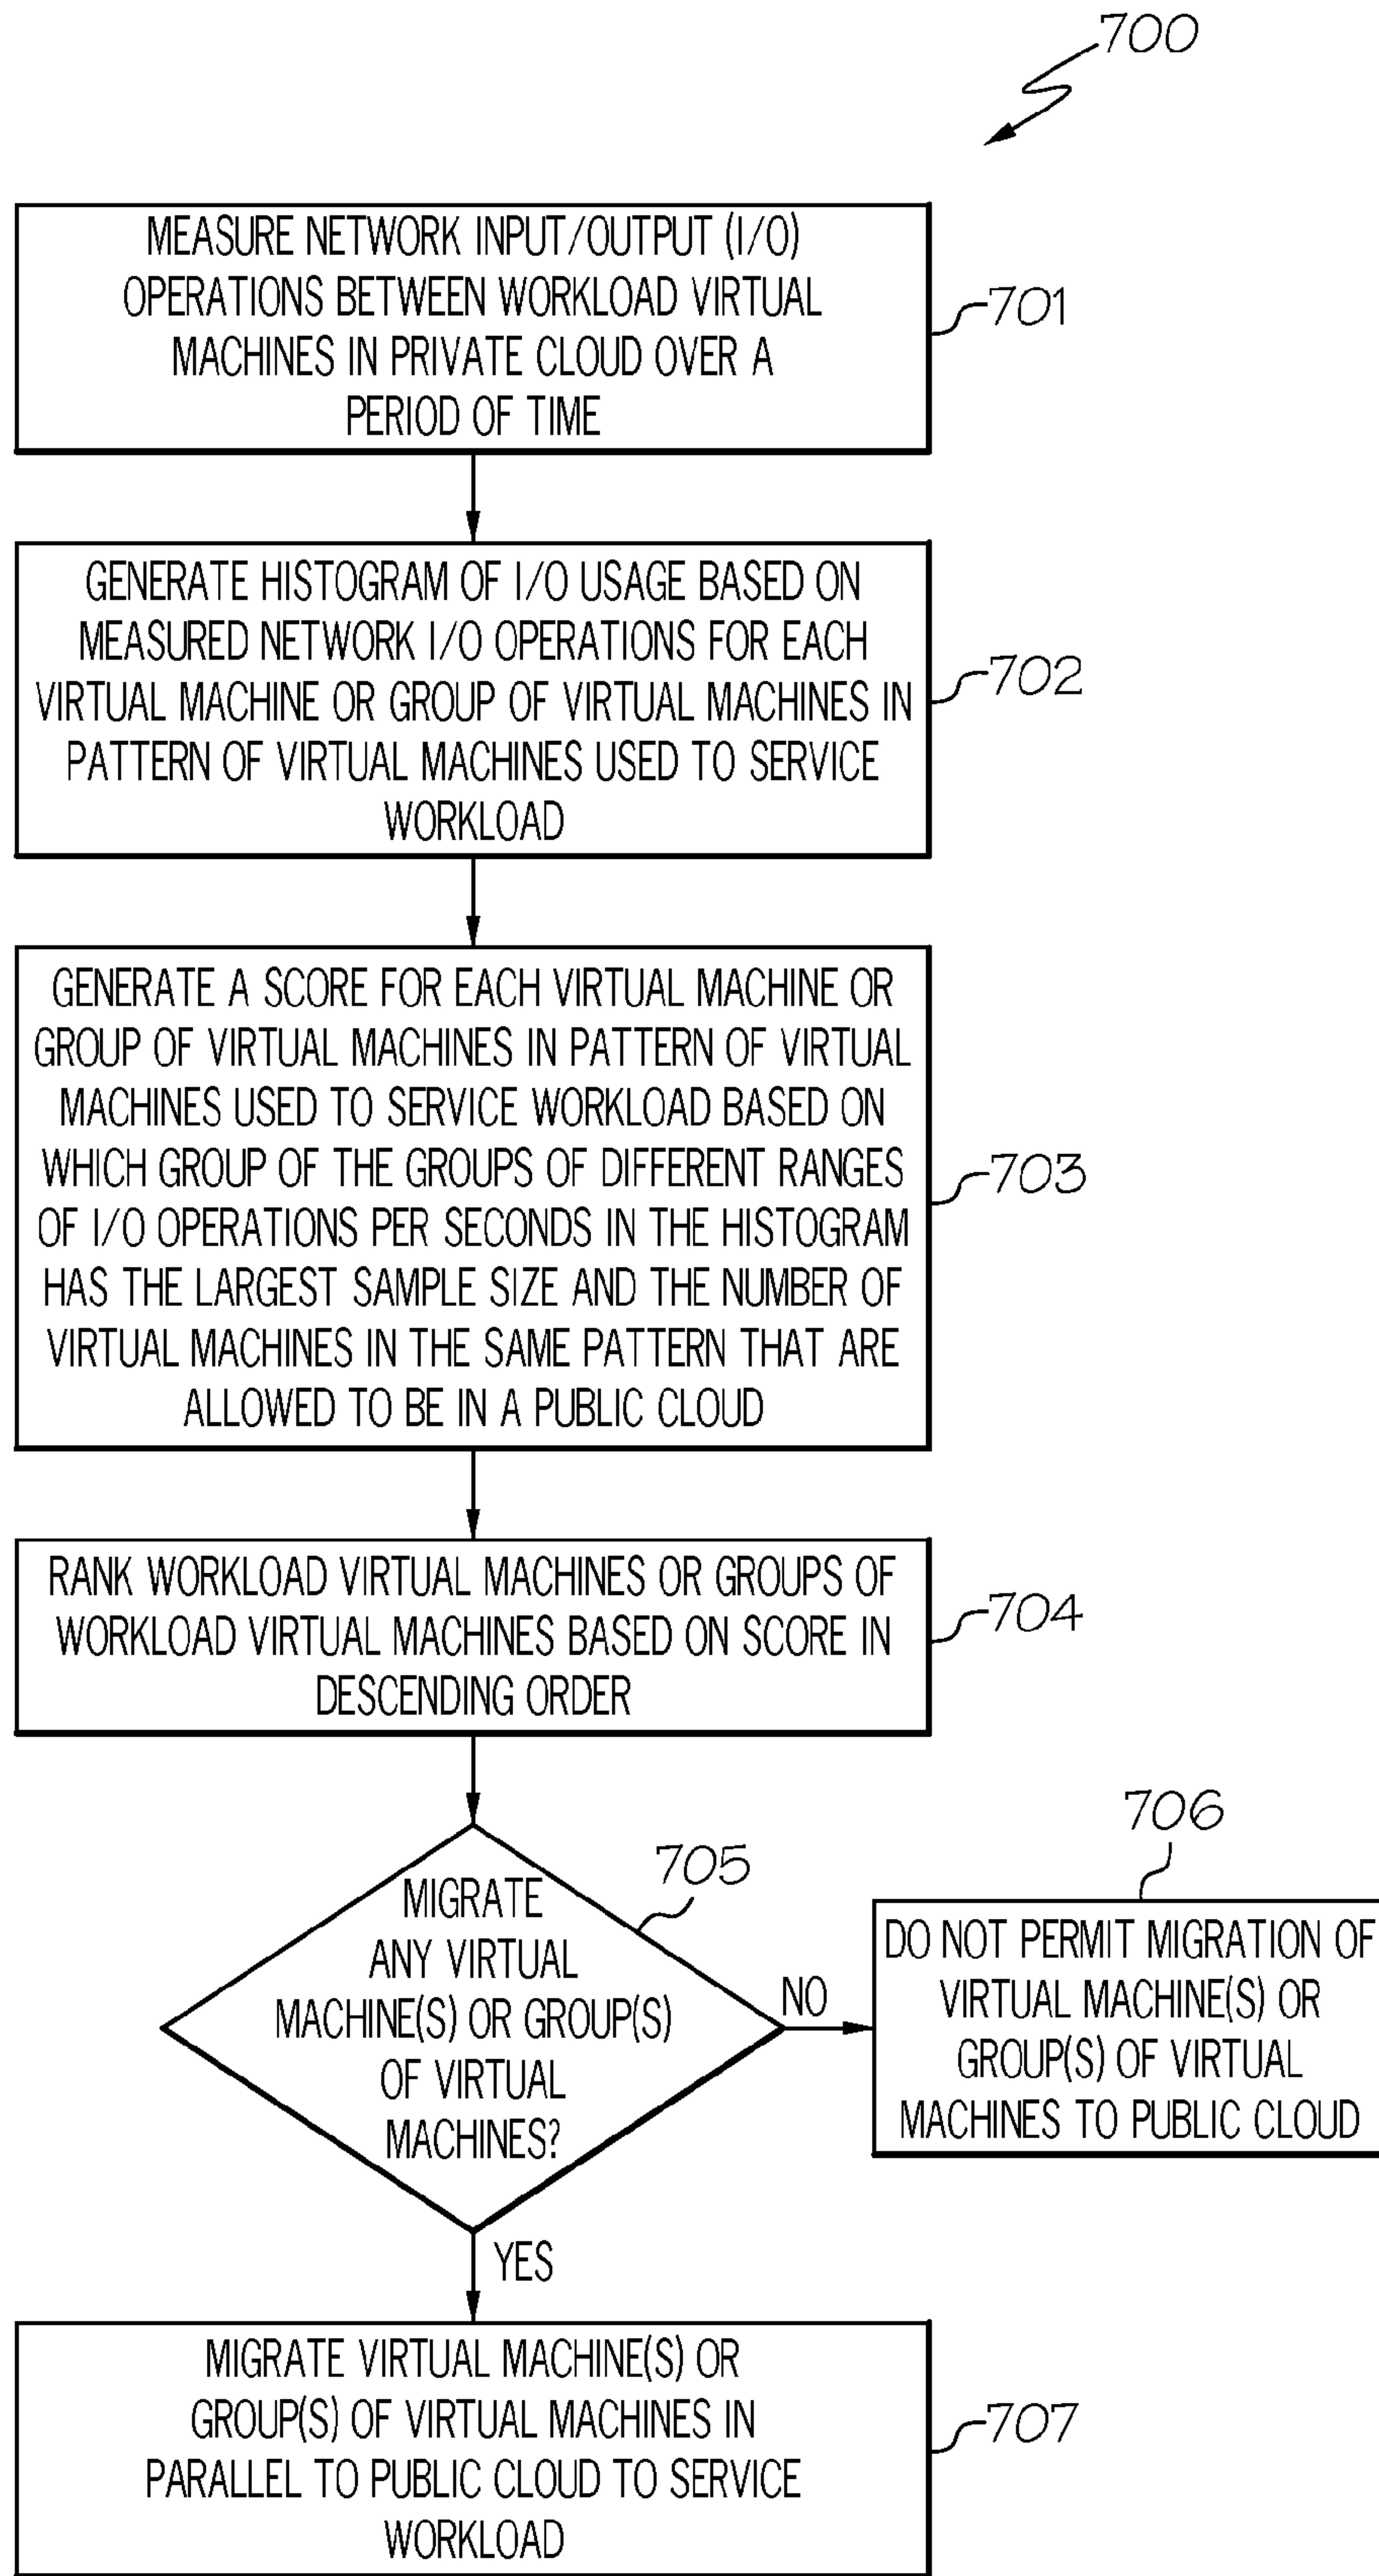 700
MEASURE NETWORK INPUT/OUTPUT (I/O)
OPERATIONS BETWEEN WORKLOAD VIRTUAL
MACHINES IN PRIVATE CLOUD OVER A
PERIOD OF TIME
701
GENERATE HISTOGRAM OF I/O USAGE BASED ON
MEASURED NETWORK I/O OPERATIONS FOR EACH
VIRTUAL MACHINE OR GROUP OF VIRTUAL MACHINES IN
PATTERN OF VIRTUAL MACHINES USED TO SERVICE
WORKLOAD
702
GENERATE A SCORE FOR EACH VIRTUAL MACHINE OR
GROUP OF VIRTUAL MACHINES IN PATTERN OF VIRTUAL
MACHINES USED TO SERVICE WORKLOAD BASED ON
WHICH GROUP OF THE GROUPS OF DIFFERENT RANGES
OF I/O OPERATIONS PER SECONDS IN THE HISTOGRAM
HAS THE LARGEST SAMPLE SIZE AND THE NUMBER OF
VIRTUAL MACHINES IN THE SAME PATTERN THAT ARE
ALLOWED TO BE IN A PUBLIC CLOUD
703
RANK WORKLOAD VIRTUAL MACHINES OR GROUPS OF
WORKLOAD VIRTUAL MACHINES BASED ON SCORE IN
DESCENDING ORDER
704
MIGRATE
ANY VIRTUAL
MACHINE(S) OR GROUP(S)
OF VIRTUAL
MACHINES?
705
NO
706
DO NOT PERMIT MIGRATION OF
VIRTUAL MACHINE(S) OR
GROUP(S) OF VIRTUAL
MACHINES TO PUBLIC CLOUD
YES
MIGRATE VIRTUAL MACHINE(S) OR
GROUP(S) OF VIRTUAL MACHINES IN
PARALLEL TO PUBLIC CLOUD TO SERVICE
WORKLOAD
707